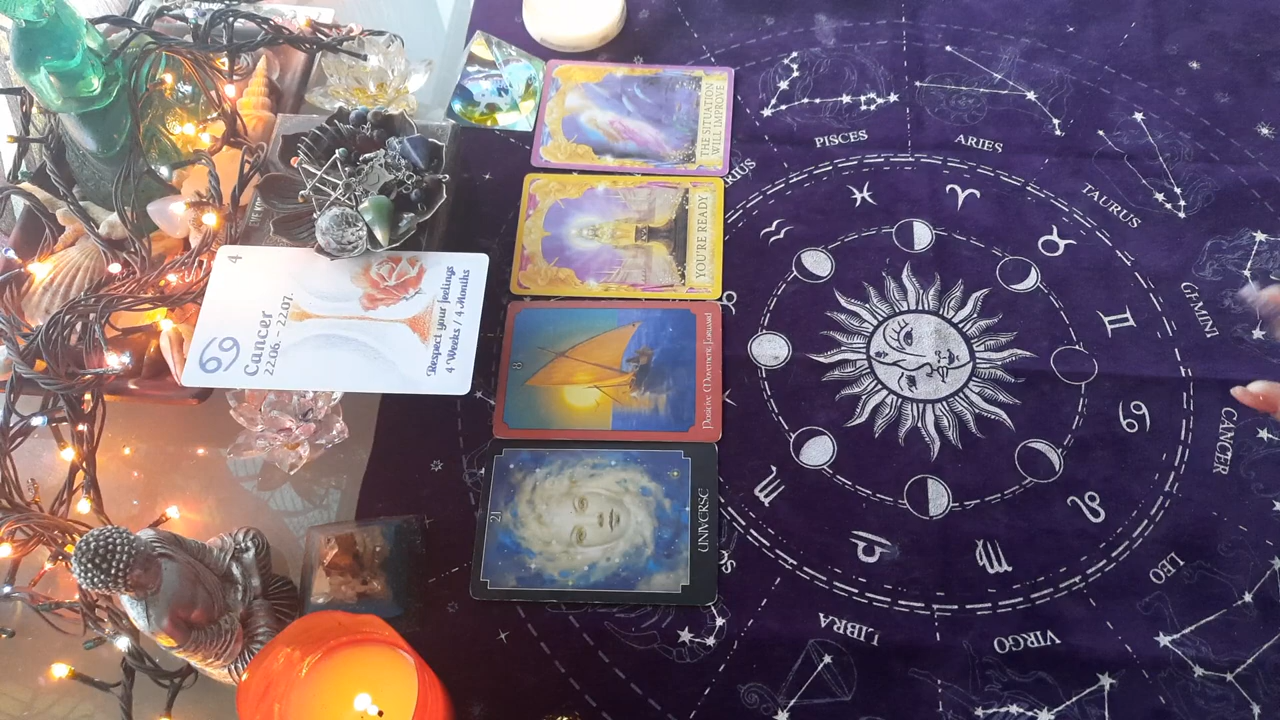 THE SITUATION
WILL IMPROVE
YOU'RE READY
8
Positive Movement Forward
21
UNIVERSE
4
69
Cancer
22.06. – 22.07.
Respect your feelings
4 Weeks / 4 Months
PISCES
ARIES
TAURUS
GEMINI
CANCER
LEO
VIRGO
LIBRA